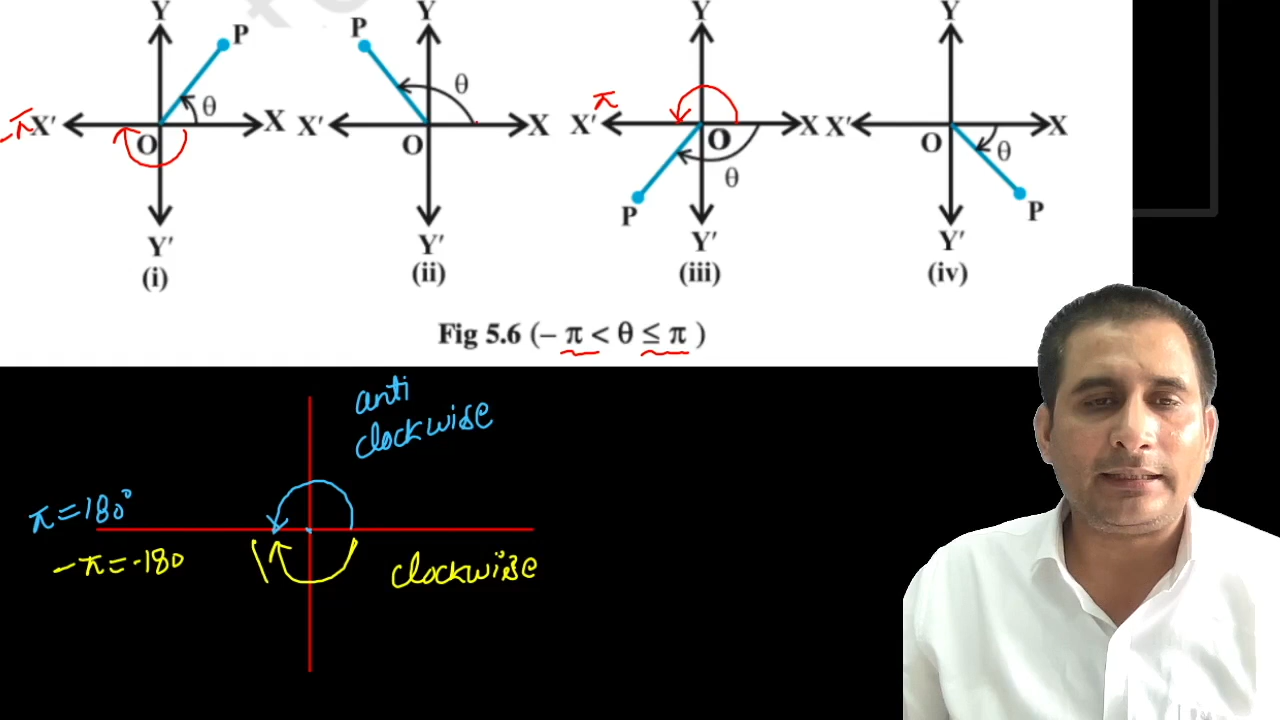 Y Y Y Y
P P
θ θ
-π X' O X X' O X π X' O X X' O X
θ θ
P P
Y' Y' Y' Y'
(i) (ii) (iii) (iv)
Fig 5.6 (– π < θ ≤ π )
anti
clockwise
π = 180°
-π = -180
clockwise